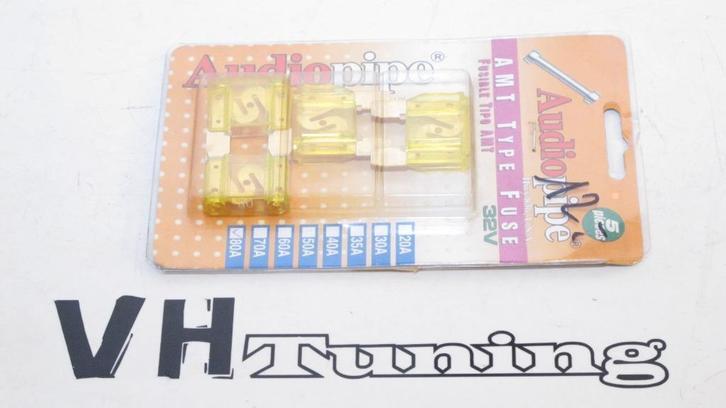 Audiopipe®
AMT TYPE FUSE
FUSIBLE TIPO AMT
32V
Audiopipe®
5
80A
70A
60A
50A
40A
35A
30A
20A
VH Tuning